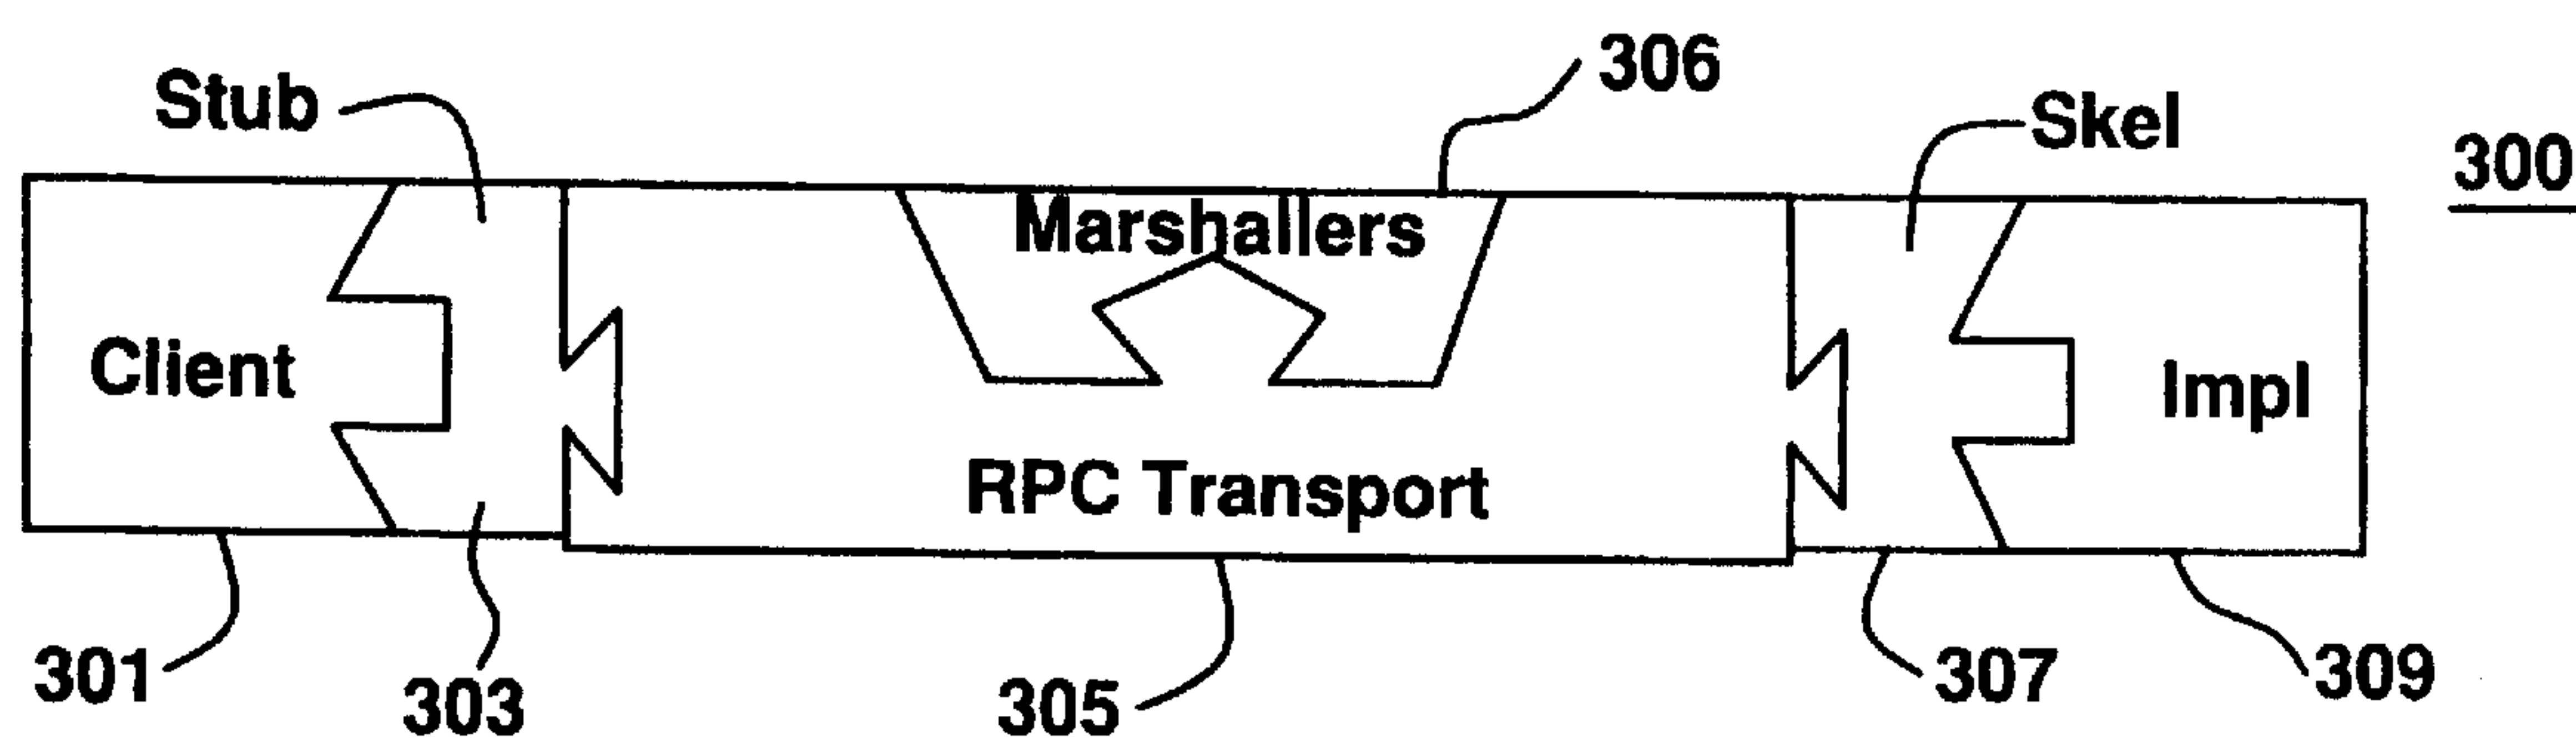 306
Stub
Skel
300
Marshallers
Client
Impl
RPC Transport
301
303
305
307
309